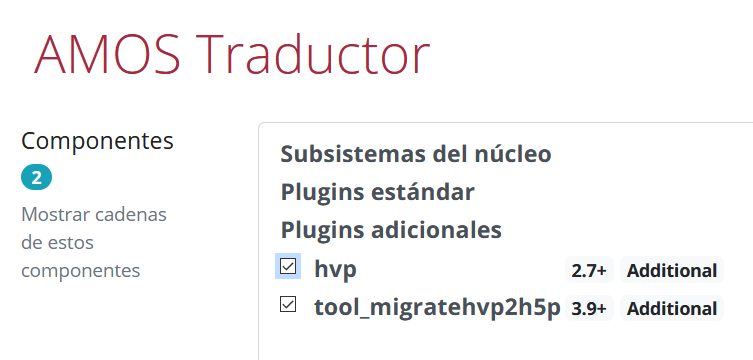 AMOS Traductor
Componentes
2
Mostrar cadenas
de estos
componentes
Subsistemas del núcleo
Plugins estándar
Plugins adicionales
hvp 2.7+ Additional
tool_migratehvp2h5p 3.9+ Additional